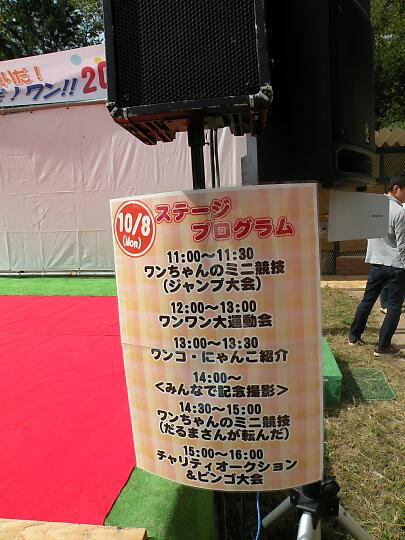 いだ!
ワン!! 20
10/8
(Mon)
ステージ
プログラム
11:00～11:30
ワンちゃんのミニ競技
(ジャンプ大会)
12:00～13:00
ワンワン大運動会
13:00～13:30
ワンコ・にゃんこ紹介
14:00～
<みんなで記念撮影>
14:30～15:00
ワンちゃんのミニ競技
(だるまさんが転んだ)
15:00～16:00
チャリティオークション
&ビンゴ大会